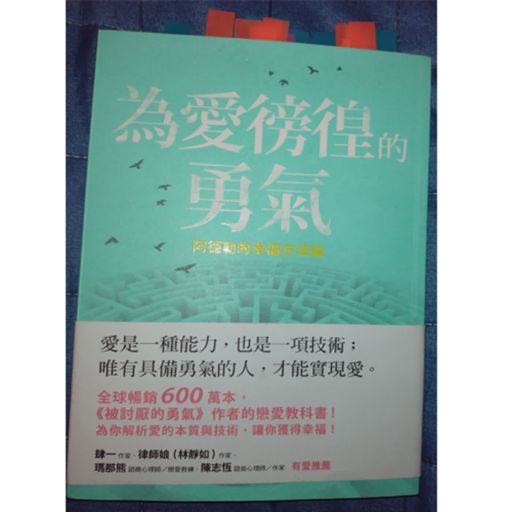 為愛徬徨的
勇氣
阿德勒的幸福方法論
愛是一種能力,也是一項技術;
唯有具備勇氣的人,才能實現愛。
全球暢銷600萬本,
《被討厭的勇氣》作者的戀愛教科書!
為你解析愛的本質與技術,讓你獲得幸福!
肆一 作家、律師娘(林靜如)作家、
瑪那熊 諮商心理師/戀愛教練、陳志恆 諮商心理師/作家 有愛推薦